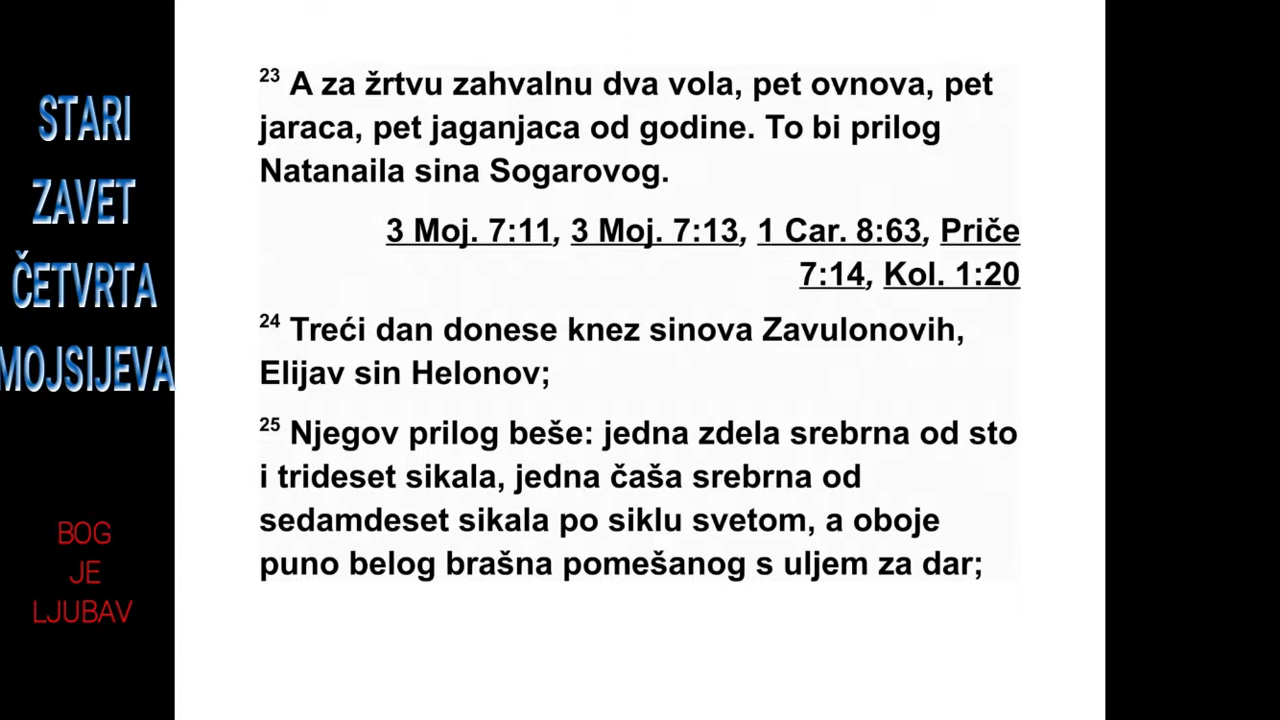 STARI
ZAVET
ČETVRTA
MOJSIJEVA
BOG
JE
LJUBAV
23 A za žrtvu zahvalnu dva vola, pet ovnova, pet
jaraca, pet jaganjaca od godine. To bi prilog
Natanaila sina Sogarovog.
3 Moj. 7:11, 3 Moj. 7:13, 1 Car. 8:63, Priče
7:14, Kol. 1:20
24 Treći dan donese knez sinova Zavulonovih,
Elijav sin Helonov;
25 Njegov prilog beše: jedna zdela srebrna od sto
i trideset sikala, jedna čaša srebrna od
sedamdeset sikala po siklu svetom, a oboje
puno belog brašna pomešanog s uljem za dar;